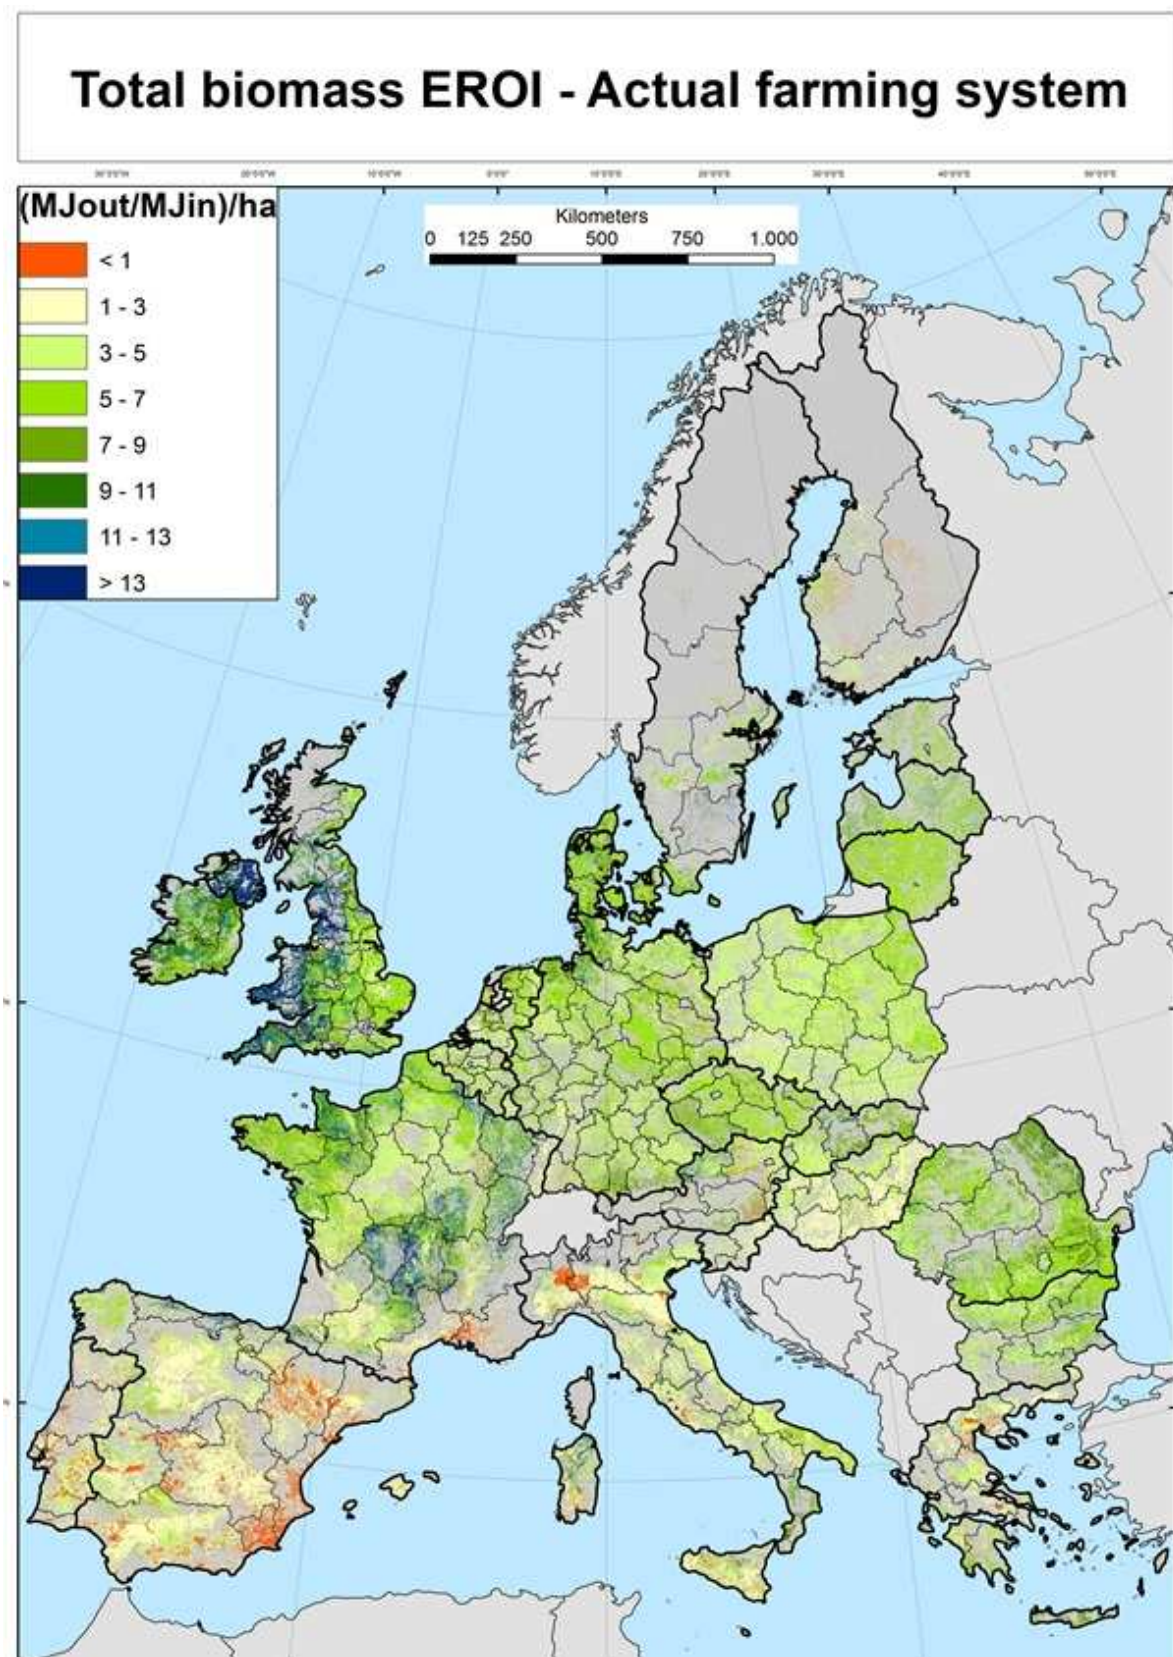 Total biomass EROI - Actual farming system
(MJout/MJin)/ha
< 1
1 - 3
3 - 5
5 - 7
7 - 9
9 - 11
11 - 13
> 13
Kilometers
0 125 250 500 750 1.000